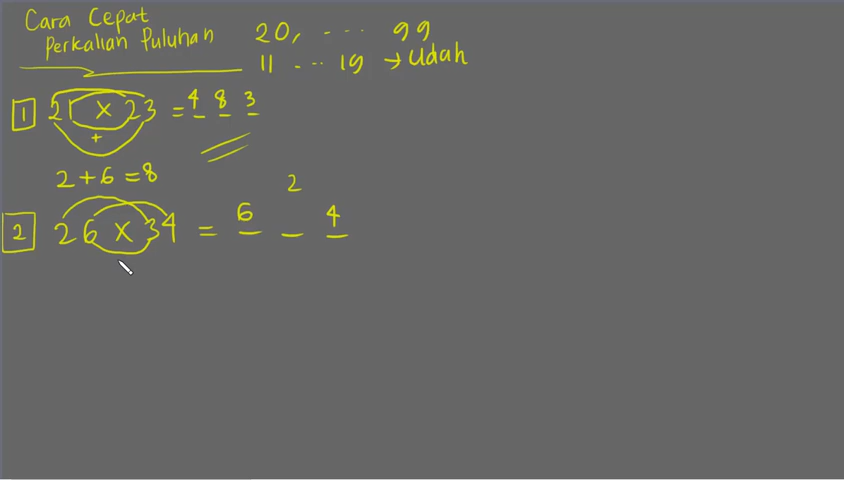 Cara Cepat
Perkalian Puluhan
20, ... 99
11 ... 19 → Udah
1 21 x 23 = 4 8 3
+
2 + 6 = 8
2
2 26 x 34 = 6 _ 4